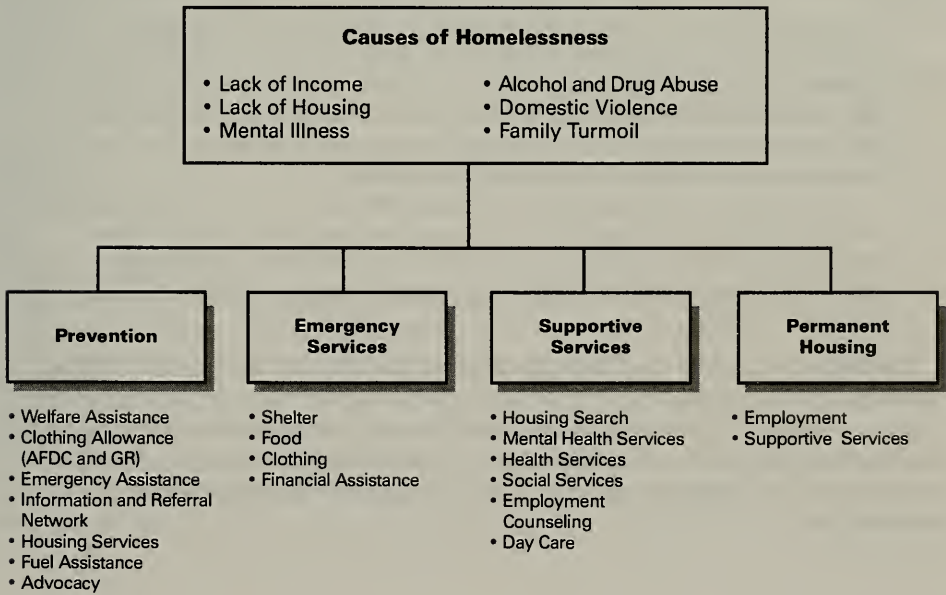 Causes of Homelessness
• Lack of Income
• Lack of Housing
• Mental Illness
• Alcohol and Drug Abuse
• Domestic Violence
• Family Turmoil
Prevention
• Welfare Assistance
• Clothing Allowance
(AFDC and GR)
• Emergency Assistance
• Information and Referral
Network
• Housing Services
• Fuel Assistance
• Advocacy
Emergency
Services
• Shelter
• Food
• Clothing
• Financial Assistance
Supportive
Services
• Housing Search
• Mental Health Services
• Health Services
• Social Services
• Employment
Counseling
• Day Care
Permanent
Housing
• Employment
• Supportive Services